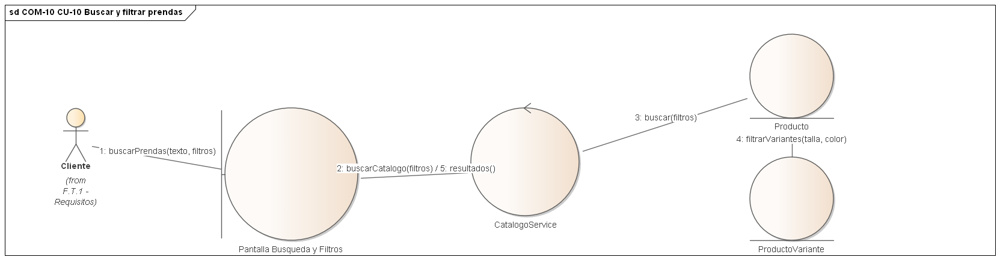 sd COM-10 CU-10 Buscar y filtrar prendas
1: buscarPrendas(texto, filtros)
Cliente
(from
F.T.1 -
Requisitos)
Pantalla Busqueda y Filtros
2: buscarCatalogo(filtros) / 5: resultados()
CatalogoService
3: buscar(filtros)
Producto
4: filtrarVariantes(talla, color)
ProductoVariante